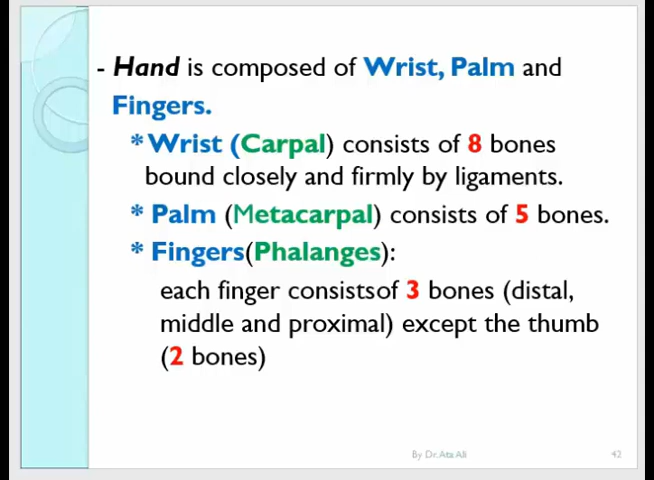 - Hand is composed of Wrist, Palm and
Fingers.
* Wrist (Carpal) consists of 8 bones
bound closely and firmly by ligaments.
* Palm (Metacarpal) consists of 5 bones.
* Fingers(Phalanges):
each finger consistsof 3 bones (distal,
middle and proximal) except the thumb
(2 bones)
By Dr.Ata Ali 42